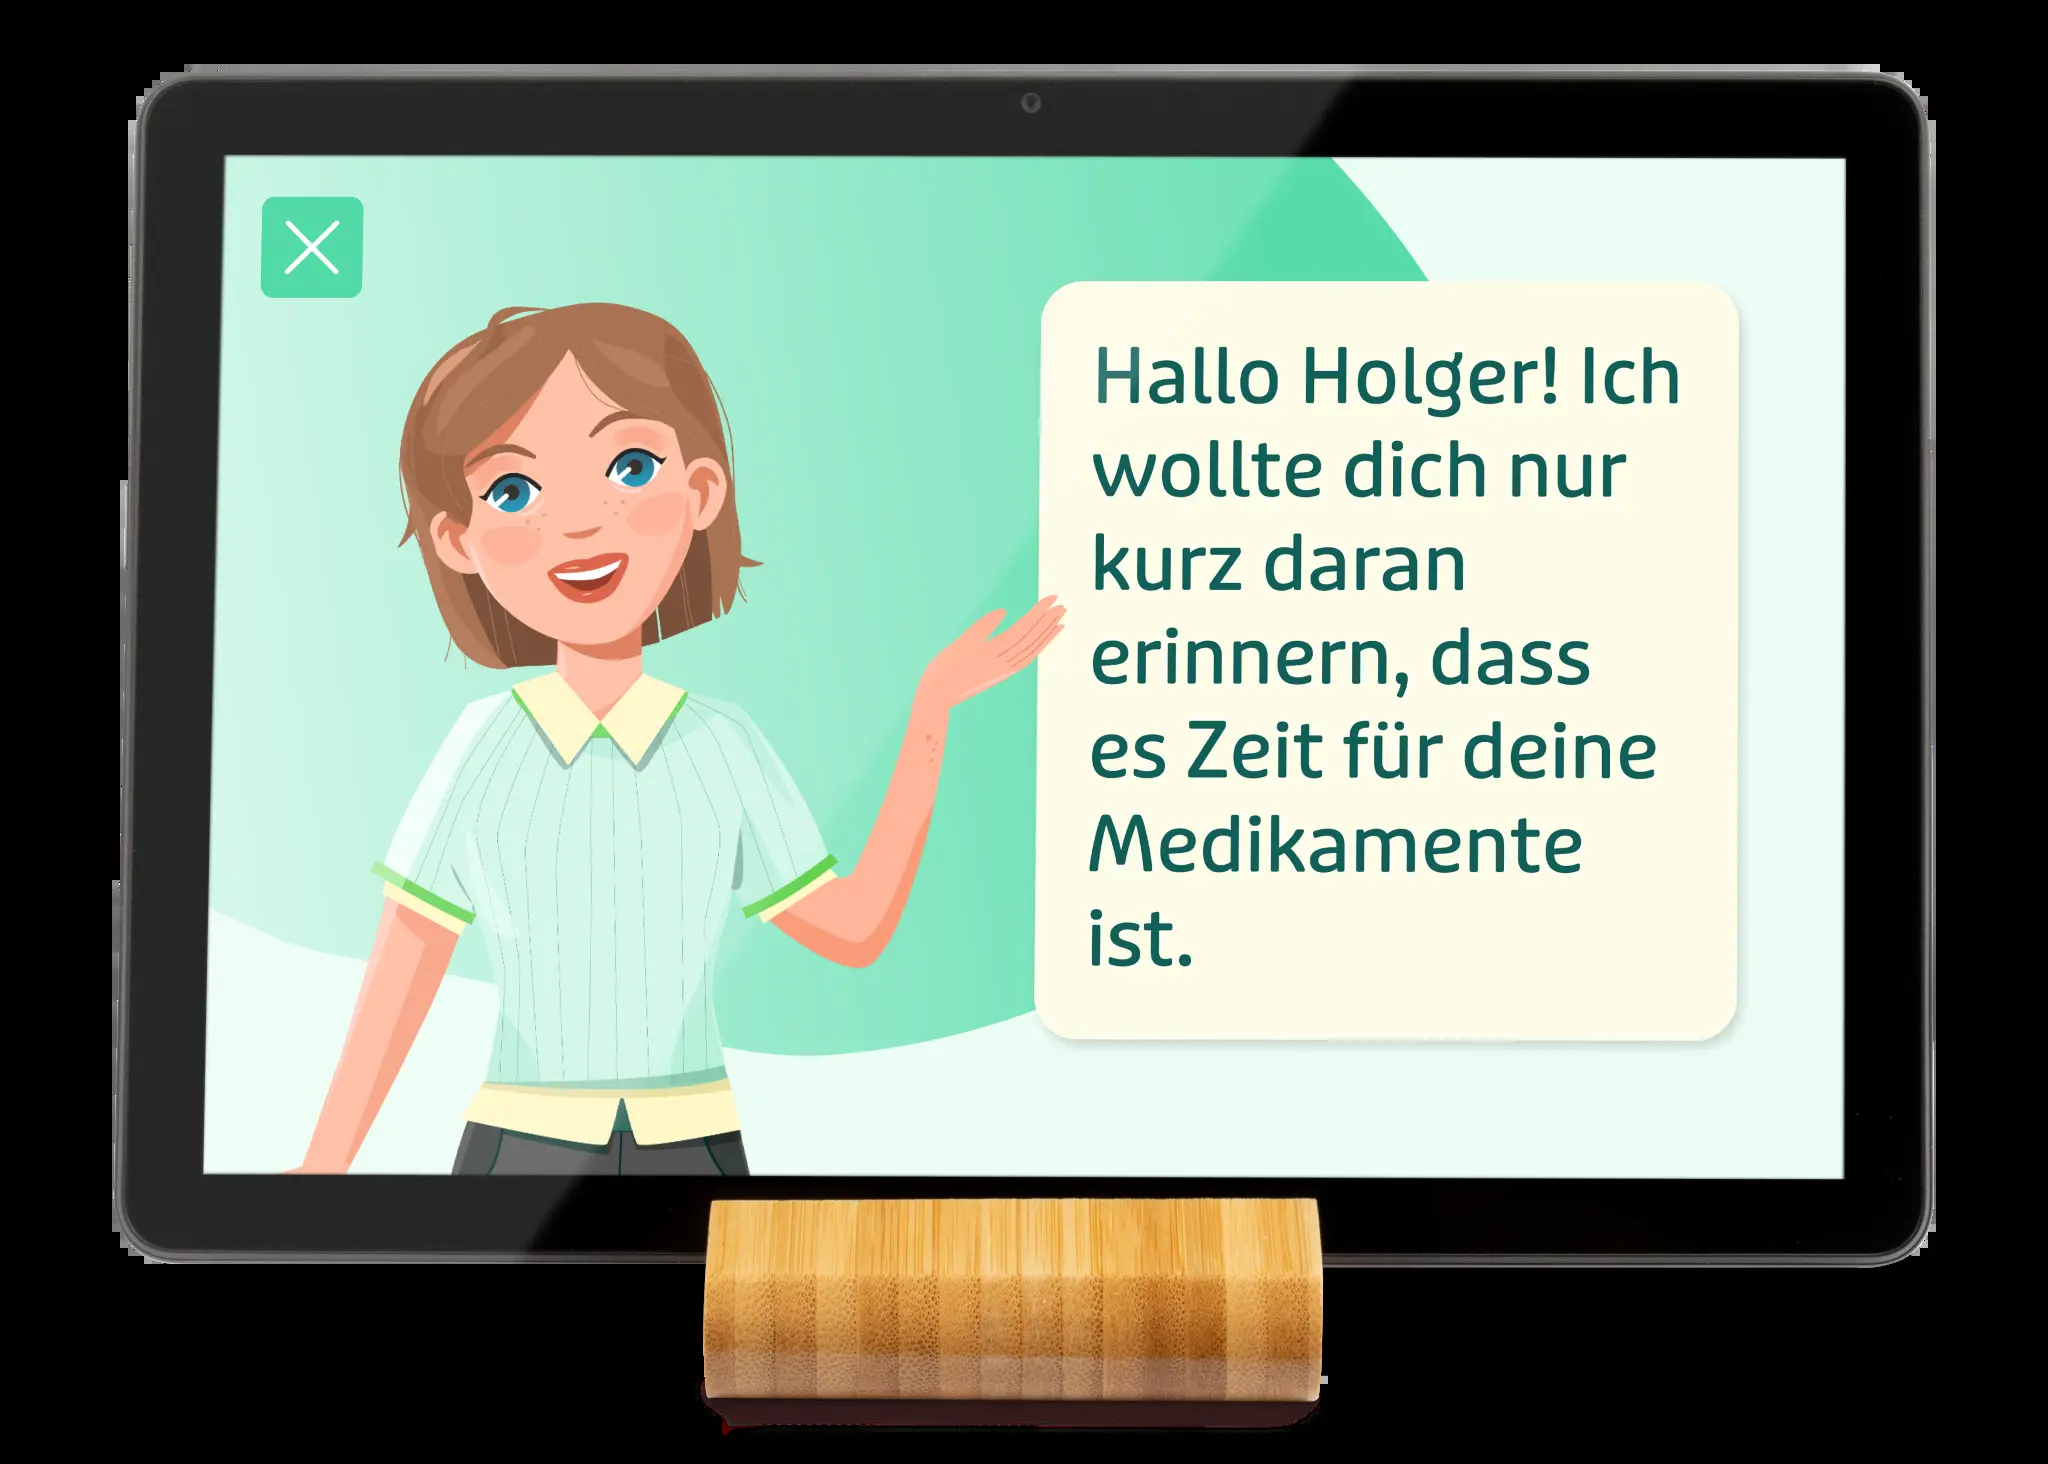 Hallo Holger! Ich
wollte dich nur
kurz daran
erinnern, dass
es Zeit für deine
Medikamente
ist.